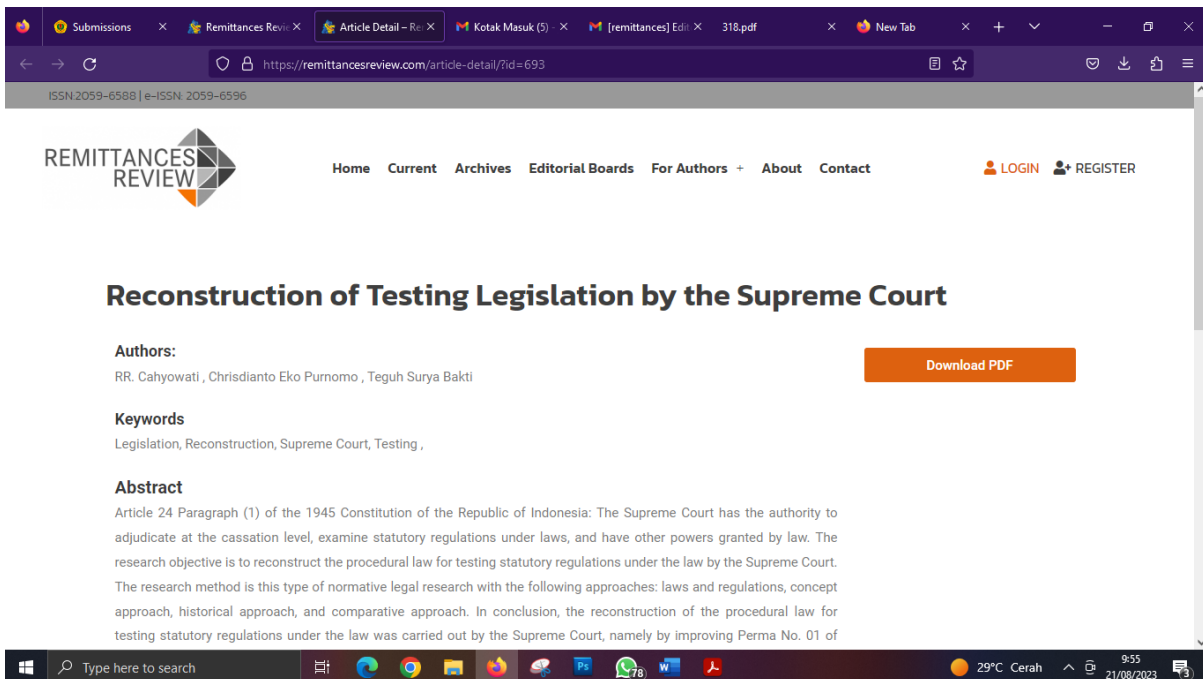 Submissions
Remittances Revie
Article Detail – Re
Kotak Masuk (5) -
[remittances] Edit
318.pdf
New Tab
https://remittancesreview.com/article-detail/?id=693
ISSN:2059-6588 | e-ISSN: 2059-6596
REMITTANCES
REVIEW
Home Current Archives Editorial Boards For Authors + About Contact
LOGIN REGISTER
Reconstruction of Testing Legislation by the Supreme Court
Authors:
RR. Cahyowati , Chrisdianto Eko Purnomo , Teguh Surya Bakti
Download PDF
Keywords
Legislation, Reconstruction, Supreme Court, Testing ,
Abstract
Article 24 Paragraph (1) of the 1945 Constitution of the Republic of Indonesia: The Supreme Court has the authority to
adjudicate at the cassation level, examine statutory regulations under laws, and have other powers granted by law. The
research objective is to reconstruct the procedural law for testing statutory regulations under the law by the Supreme Court.
The research method is this type of normative legal research with the following approaches: laws and regulations, concept
approach, historical approach, and comparative approach. In conclusion, the reconstruction of the procedural law for
testing statutory regulations under the law was carried out by the Supreme Court, namely by improving Perma No. 01 of
Type here to search
Ps
78
29°C Cerah
9:55
21/08/2023
3